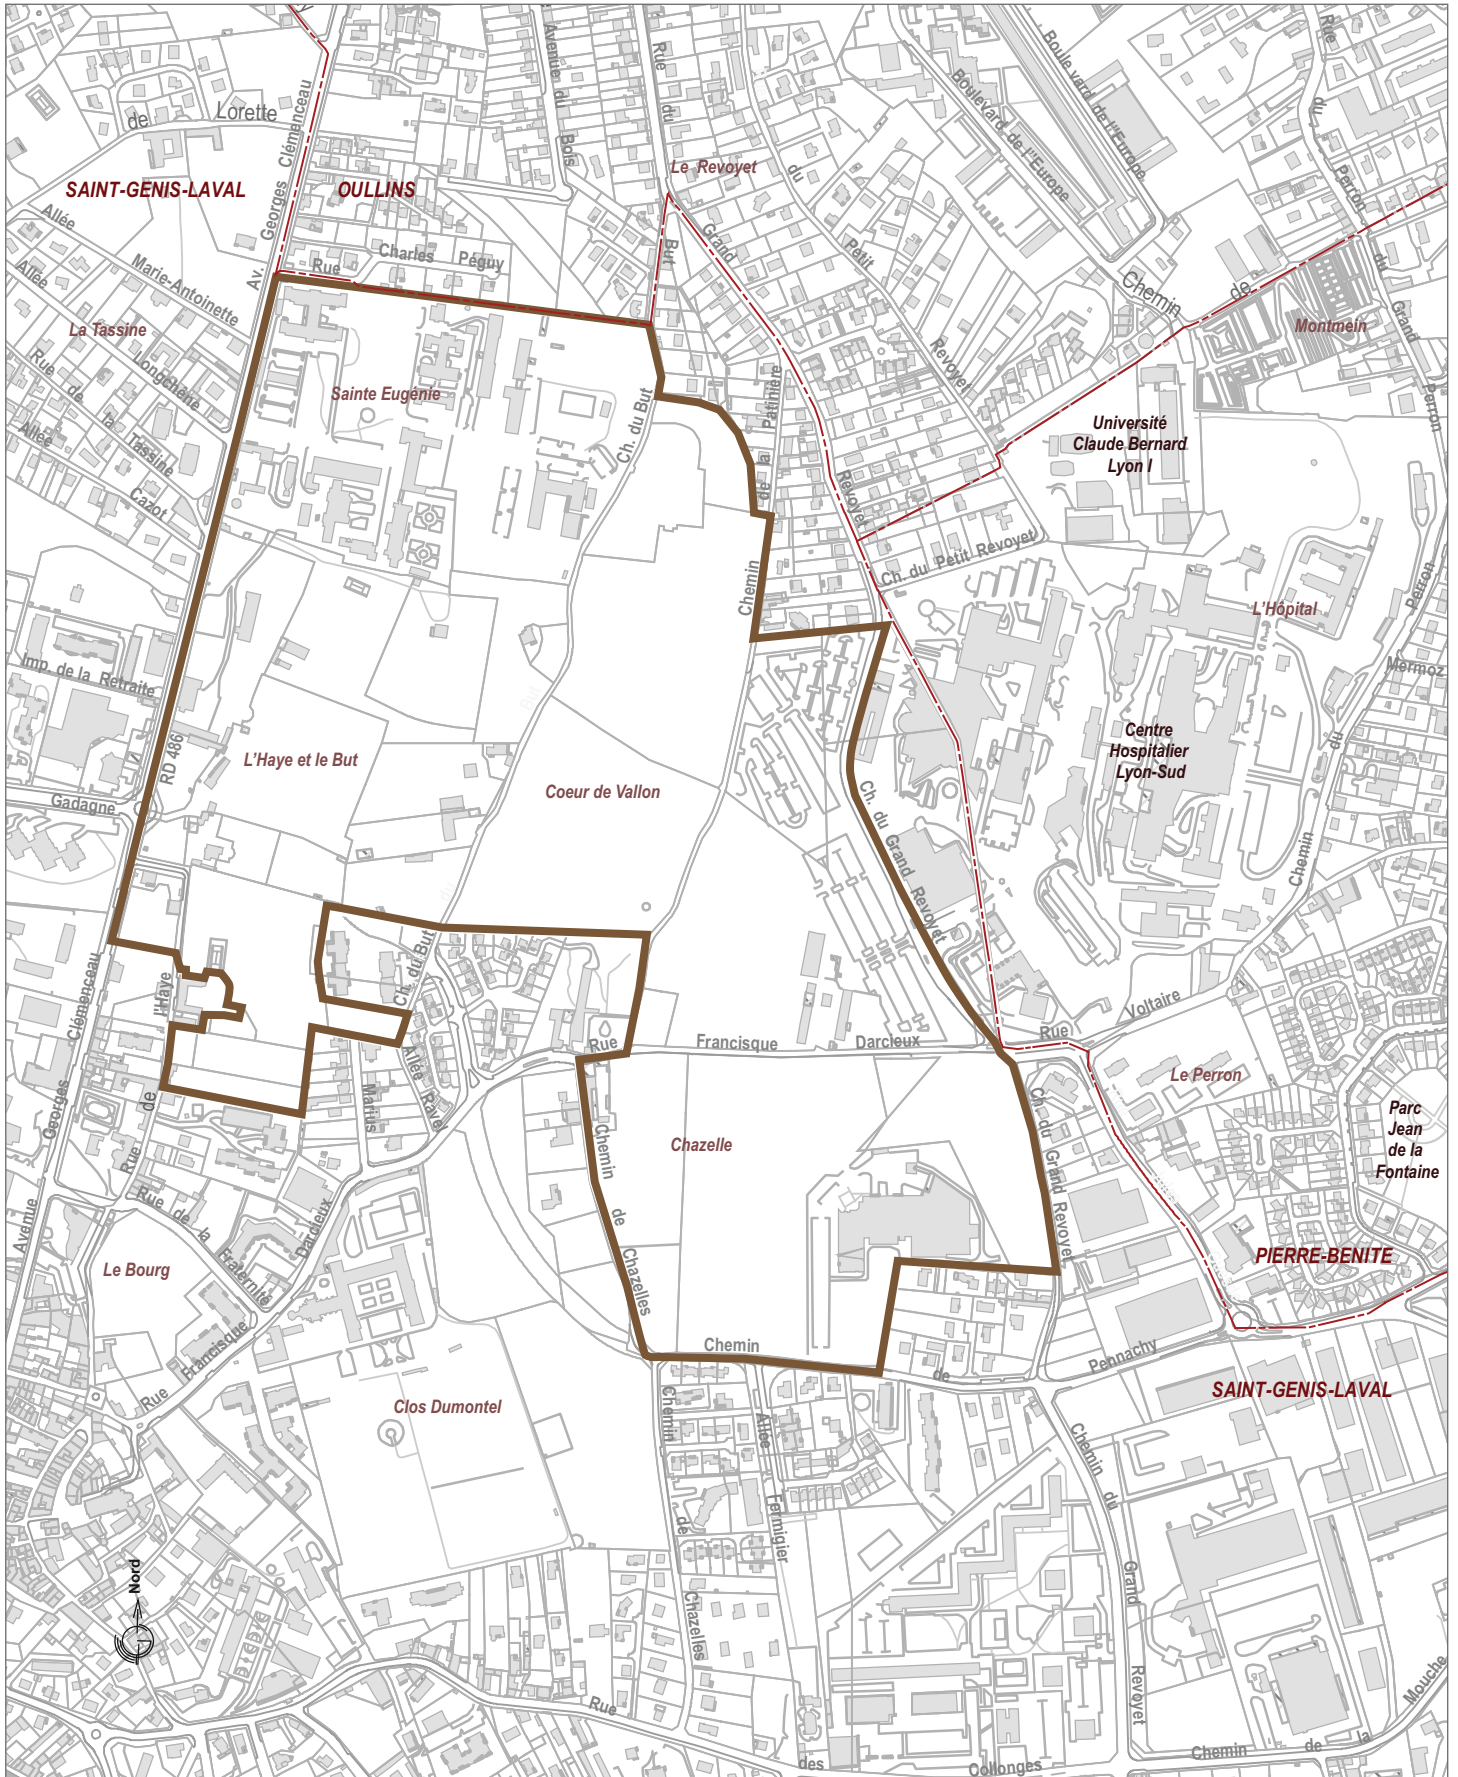 Lorette
de
Av. Georges Clémenceau
SAINT-GENIS-LAVAL
OULLINS
Avenue du Bois
Rue du
Le Revoyet
Boulevard de l'Europe
Boule vard de l'Europe
Rue du Perron
Allée
Marie-Antoinette
Rue Charles Péguy
But
Grand
du Petit Revoyet
Chemin de
du Grand Perron
Montmein
Allée
Longchêne
La Tassine
Rue de la Tassine
Allée
Cazot
Sainte Eugénie
Ch. du But
Chemin de la Patinière
Revoyet
Université
Claude Bernard
Lyon I
Ch. du Petit Revoyet
L'Hôpital
Perron
Mermoz
Imp. de la Retraite
RD 486
But
L'Haye et le But
Coeur de Vallon
Centre
Hospitalier
Lyon-Sud
Gadagne
Ch. du Grand Revoyet
Chemin du
du
Ch. du But
Georges Clémenceau
Rue de l'Haye
Rue Francisque Darcieux
Rue Voltaire
Le Perron
Parc
Jean
de la
Fontaine
Marius
Allée Ravel
Chemin de Chazelles
Chazelle
Ch. du Grand Revoyet
Avenue
Rue de la Fraternité
Le Bourg
Rue Francisque Darcieux
PIERRE-BENITE
Chemin de Pennachy
SAINT-GENIS-LAVAL
Clos Dumontel
Chemin de Chazelles
Allée Fermigier
Chemin du Grand Revoyet
Nord
Rue des Collonges
Chemin de la Mouche